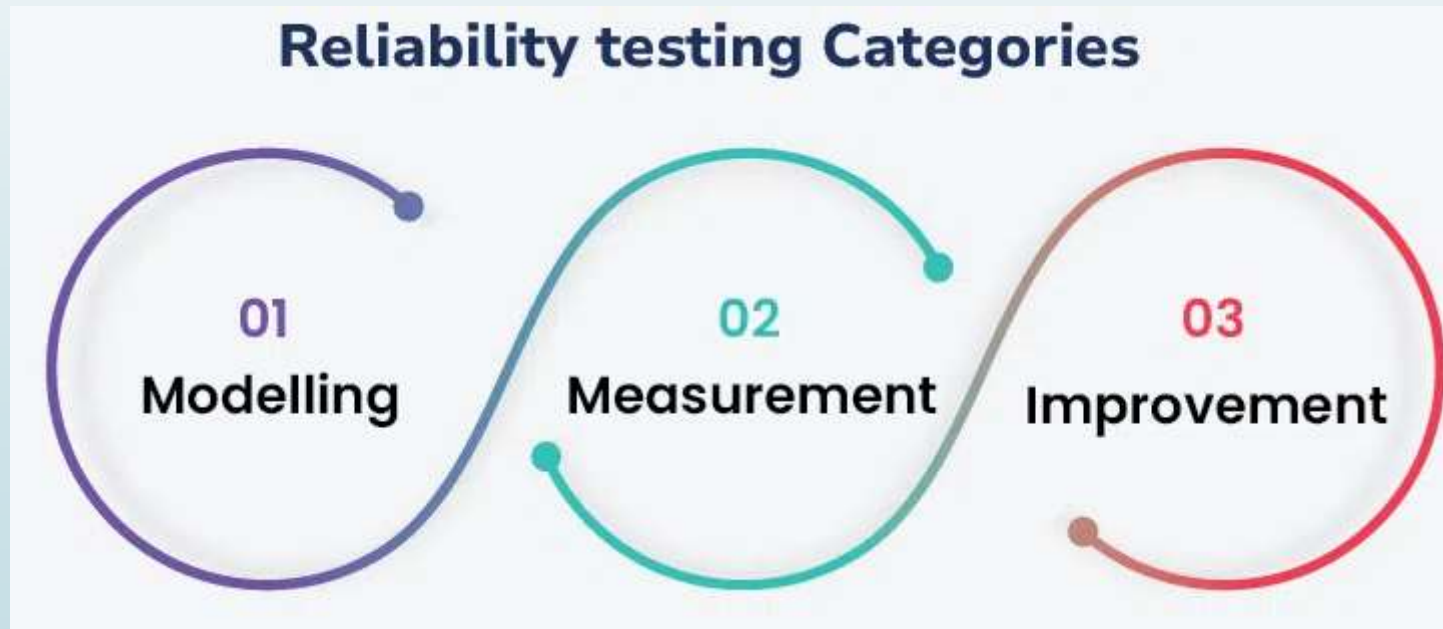 Reliability testing Categories
01
Modelling
02
Measurement
03
Improvement